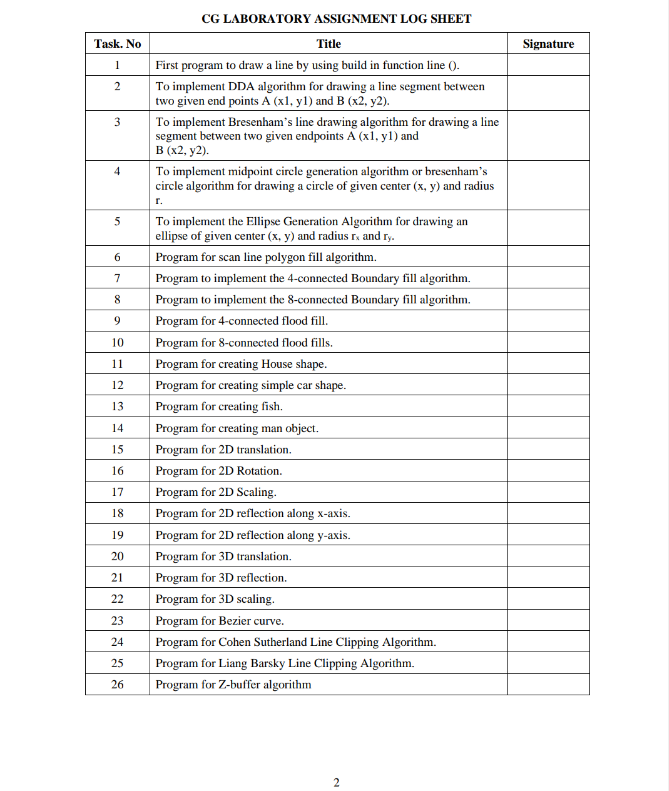 CG LABORATORY ASSIGNMENT LOG SHEET
Task. No Title Signature
1 First program to draw a line by using build in function line ().
2 To implement DDA algorithm for drawing a line segment between
two given end points A (x1, y1) and B (x2, y2).
3 To implement Bresenham’s line drawing algorithm for drawing a line
segment between two given endpoints A (x1, y1) and
B (x2, y2).
4 To implement midpoint circle generation algorithm or bresenham’s
circle algorithm for drawing a circle of given center (x, y) and radius
r.
5 To implement the Ellipse Generation Algorithm for drawing an
ellipse of given center (x, y) and radius rx and ry.
6 Program for scan line polygon fill algorithm.
7 Program to implement the 4-connected Boundary fill algorithm.
8 Program to implement the 8-connected Boundary fill algorithm.
9 Program for 4-connected flood fill.
10 Program for 8-connected flood fills.
11 Program for creating House shape.
12 Program for creating simple car shape.
13 Program for creating fish.
14 Program for creating man object.
15 Program for 2D translation.
16 Program for 2D Rotation.
17 Program for 2D Scaling.
18 Program for 2D reflection along x-axis.
19 Program for 2D reflection along y-axis.
20 Program for 3D translation.
21 Program for 3D reflection.
22 Program for 3D scaling.
23 Program for Bezier curve.
24 Program for Cohen Sutherland Line Clipping Algorithm.
25 Program for Liang Barsky Line Clipping Algorithm.
26 Program for Z-buffer algorithm
2